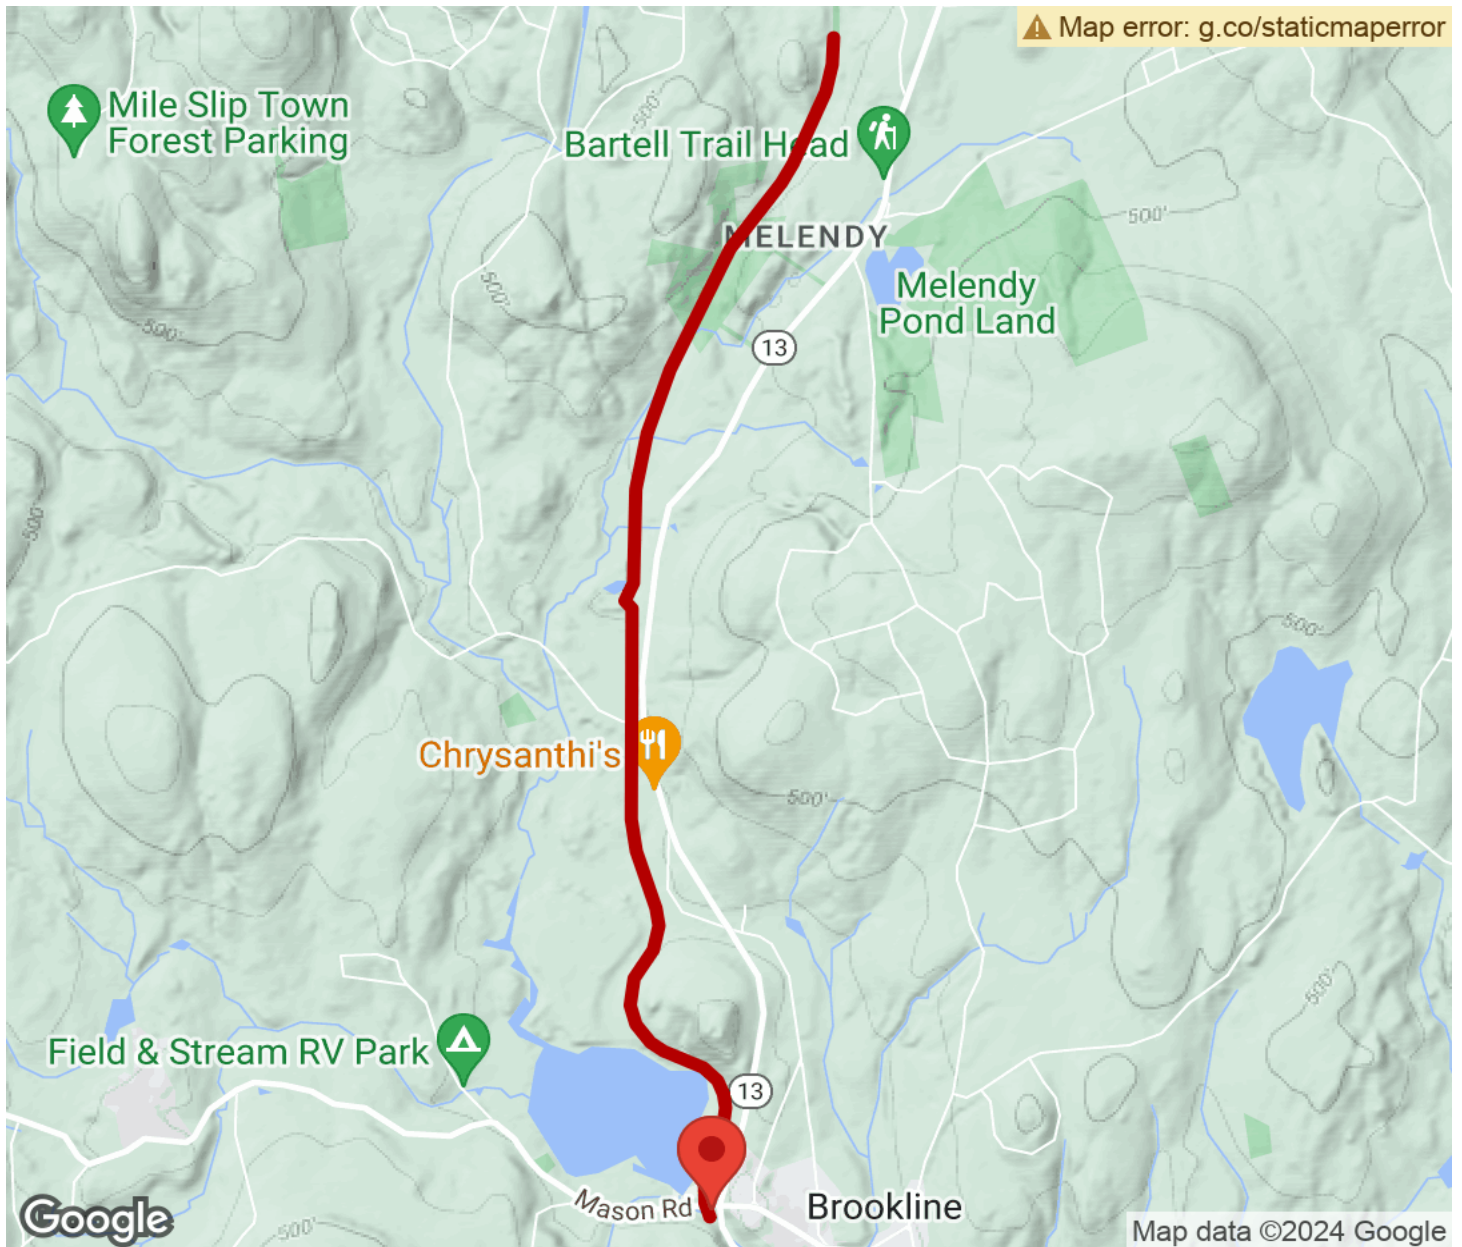 Map error: g.co/staticmaperror
Mile Slip Town
Forest Parking
500'
Bartell Trail Head
500'
MELENDY
500'
Melendy
Pond Land
500'
13
500'
500'
Chrysanthi's
500'
500'
Field & Stream RV Park
13
Mason Rd
Brookline
Google
500'
Map data ©2024 Google